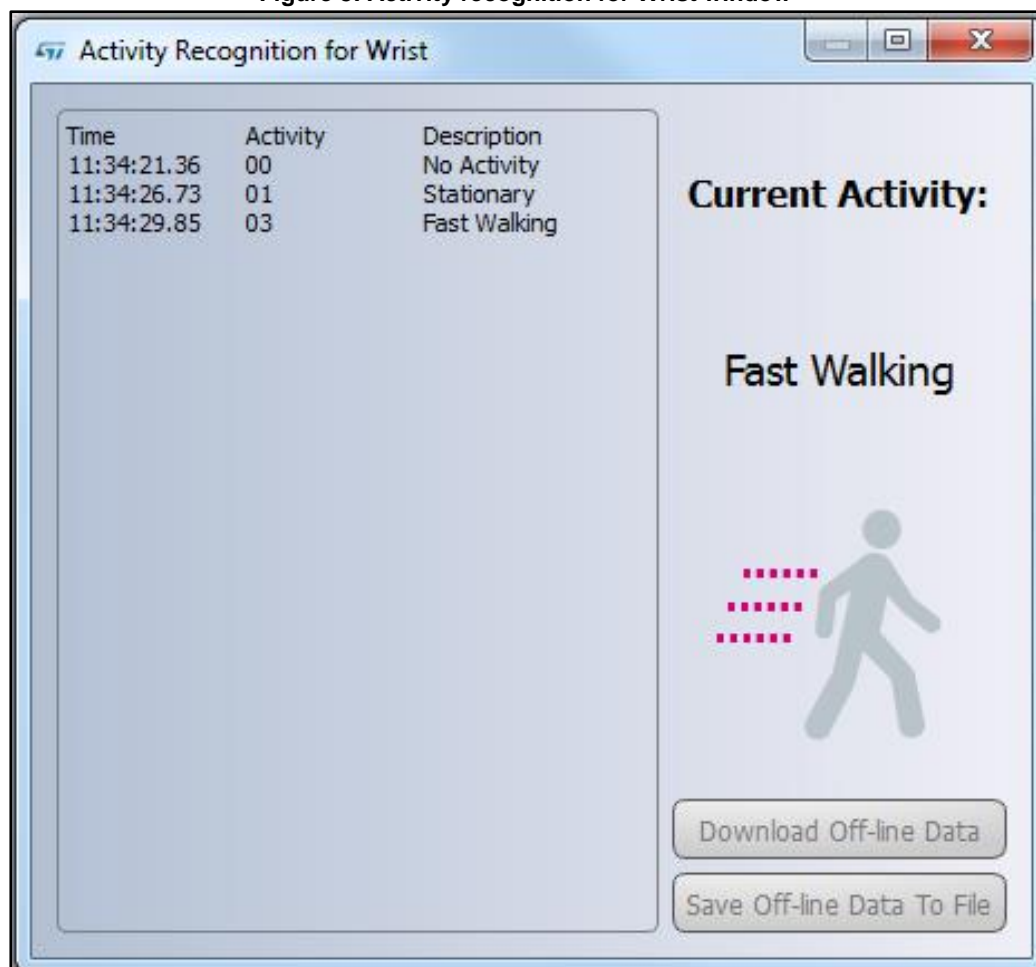 Activity Recognition for Wrist
Time Activity Description
11:34:21.36 00 No Activity
11:34:26.73 01 Stationary
11:34:29.85 03 Fast Walking
Current Activity:
Fast Walking
Download Off-line Data
Save Off-line Data To File